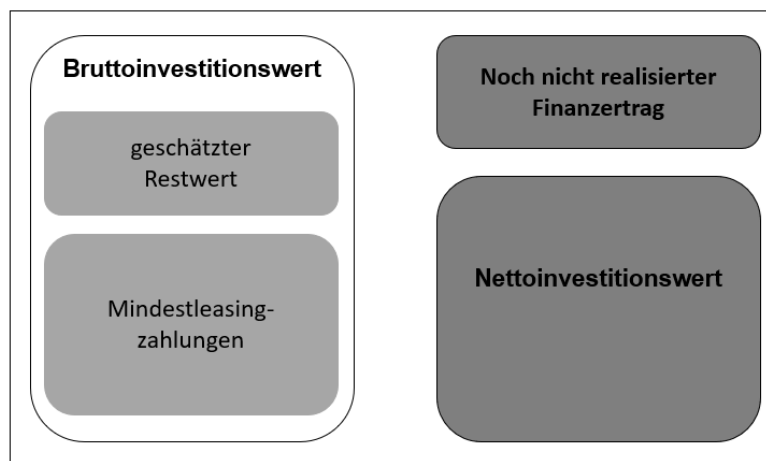 Bruttoinvestitionswert
geschätzter
Restwert
Mindestleasing-
zahlungen
Noch nicht realisierter
Finanzertrag
Nettoinvestitionswert